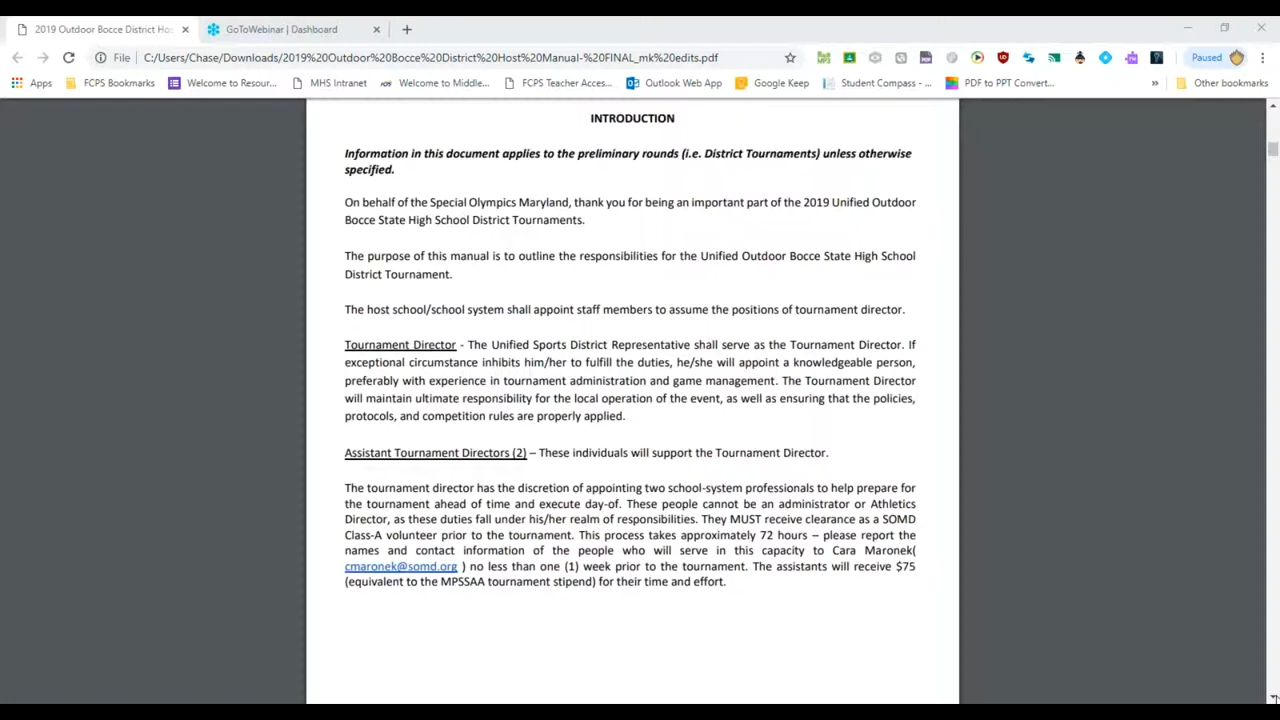 2019 Outdoor Bocce District Hos
GoToWebinar | Dashboard
File
C:/Users/Chase/Downloads/2019%20Outdoor%20Bocce%20District%20Host%20Manual-%20FINAL_mk%20edits.pdf
Paused
Apps
FCPS Bookmarks
Welcome to Resour...
MHS Intranet
Welcome to Middle...
FCPS Teacher Acces...
Outlook Web App
Google Keep
Student Compass - ...
PDF to PPT Convert...
»
Other bookmarks
INTRODUCTION
Information in this document applies to the preliminary rounds (i.e. District Tournaments) unless otherwise
specified.
On behalf of the Special Olympics Maryland, thank you for being an important part of the 2019 Unified Outdoor
Bocce State High School District Tournaments.
The purpose of this manual is to outline the responsibilities for the Unified Outdoor Bocce State High School
District Tournament.
The host school/school system shall appoint staff members to assume the positions of tournament director.
Tournament Director - The Unified Sports District Representative shall serve as the Tournament Director. If
exceptional circumstance inhibits him/her to fulfill the duties, he/she will appoint a knowledgeable person,
preferably with experience in tournament administration and game management. The Tournament Director
will maintain ultimate responsibility for the local operation of the event, as well as ensuring that the policies,
protocols, and competition rules are properly applied.
Assistant Tournament Directors (2) – These individuals will support the Tournament Director.
The tournament director has the discretion of appointing two school-system professionals to help prepare for
the tournament ahead of time and execute day-of. These people cannot be an administrator or Athletics
Director, as these duties fall under his/her realm of responsibilities. They MUST receive clearance as a SOMD
Class-A volunteer prior to the tournament. This process takes approximately 72 hours – please report the
names and contact information of the people who will serve in this capacity to Cara Maronek(
cmaronek@somd.org ) no less than one (1) week prior to the tournament. The assistants will receive $75
(equivalent to the MPSSAA tournament stipend) for their time and effort.